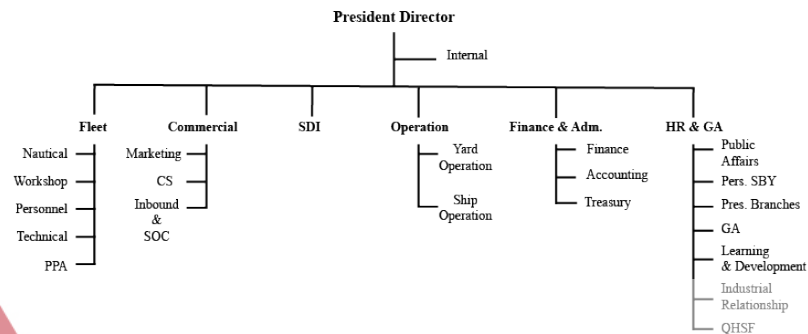 President Director
Internal
Fleet
Nautical
Workshop
Personnel
Technical
PPA
Commercial
Marketing
CS
Inbound
&
SOC
SDI
Operation
Yard
Operation
Ship
Operation
Finance & Adm.
Finance
Accounting
Treasury
HR & GA
Public
Affairs
Pers. SBY
Pres. Branches
GA
Learning
& Development
Industrial
Relationship
QHSF